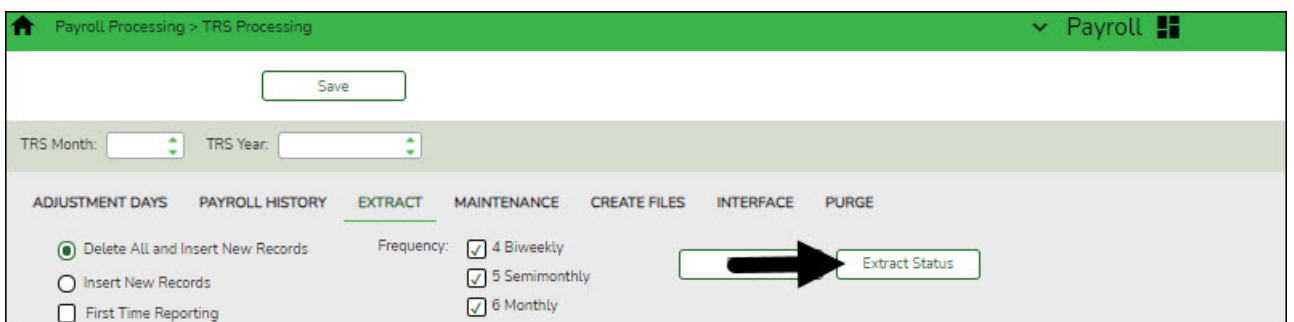 Payroll Processing > TRS Processing
Payroll
Save
TRS Month:
TRS Year:
ADJUSTMENT DAYS PAYROLL HISTORY EXTRACT MAINTENANCE CREATE FILES INTERFACE PURGE
Delete All and Insert New Records
Frequency:
4 Biweekly
Extract Status
Insert New Records
5 Semimonthly
First Time Reporting
6 Monthly